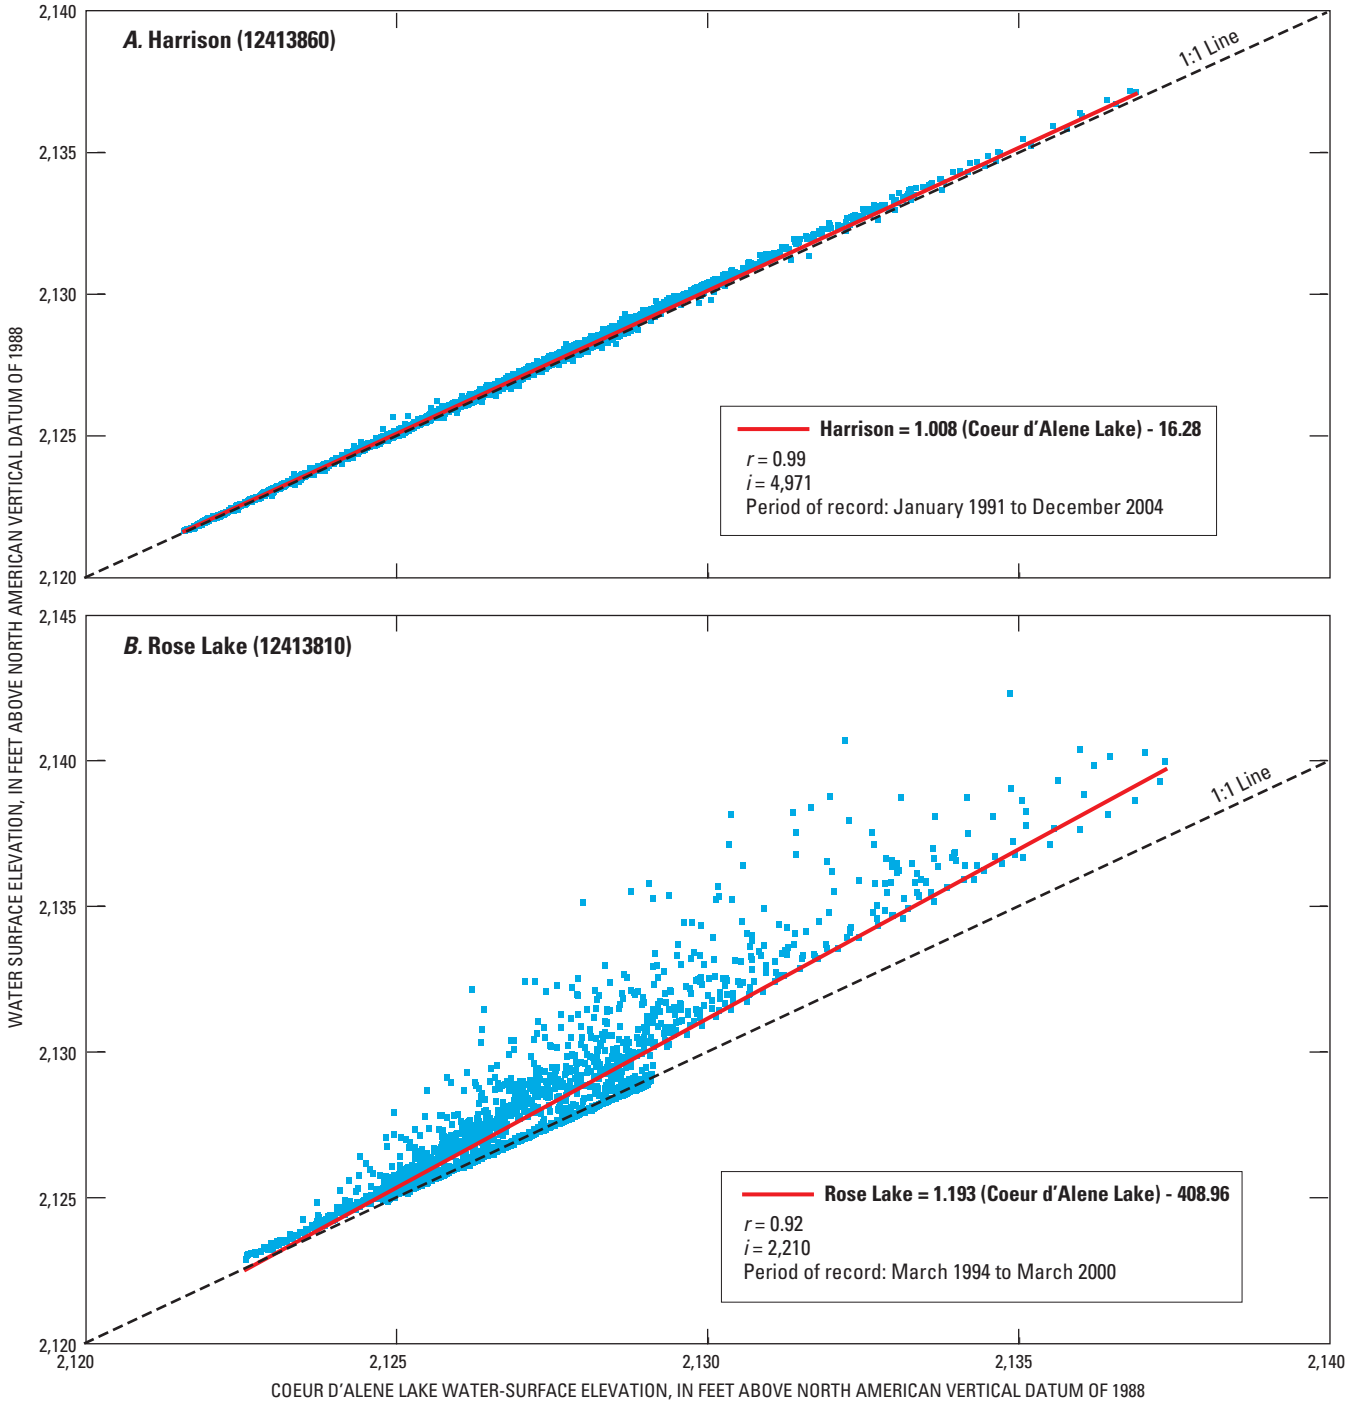 WATER SURFACE ELEVATION, IN FEET ABOVE NORTH AMERICAN VERTICAL DATUM OF 1988
2,140
A. Harrison (12413860)
1:1 Line
2,135
2,130
2,125
Harrison = 1.008 (Coeur d'Alene Lake) - 16.28
r = 0.99
i = 4,971
Period of record: January 1991 to December 2004
2,120
2,145
B. Rose Lake (12413810)
2,140
1:1 Line
2,135
2,130
2,125
Rose Lake = 1.193 (Coeur d'Alene Lake) - 408.96
r = 0.92
i = 2,210
Period of record: March 1994 to March 2000
2,120
2,120 2,125 2,130 2,135 2,140
COEUR D'ALENE LAKE WATER-SURFACE ELEVATION, IN FEET ABOVE NORTH AMERICAN VERTICAL DATUM OF 1988